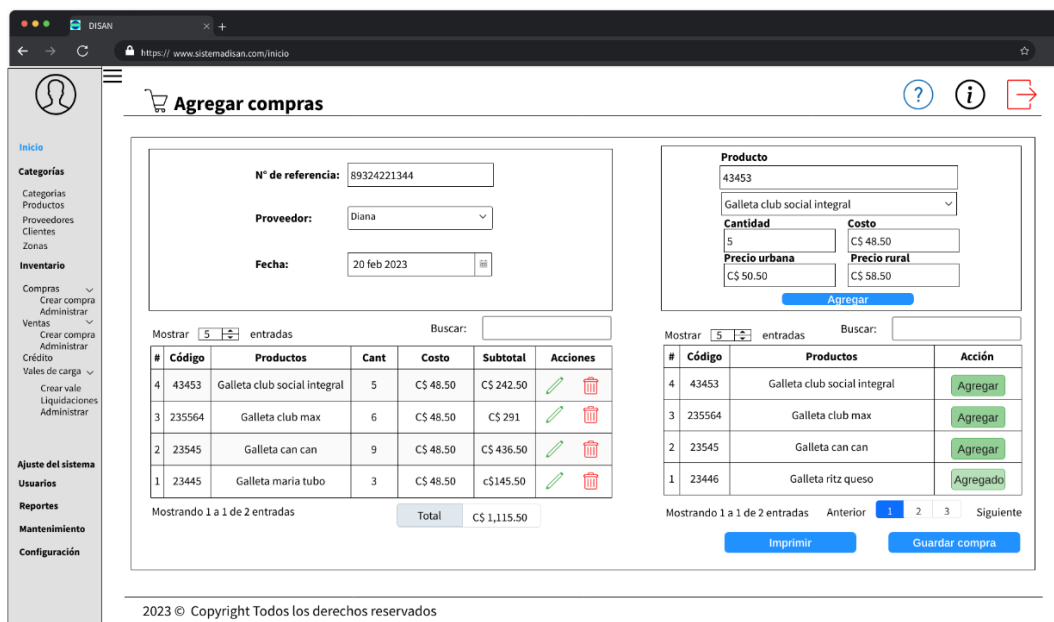 DISAN
https:// www.sistemadisan.com/inicio
Agregar compras
?
i
Inicio
Categorías
Categorias
Productos
Proveedores
Clientes
Zonas
Inventario
Compras
Crear compra
Administrar
Ventas
Crear compra
Administrar
Crédito
Vales de carga
Crear vale
Liquidaciones
Administrar
Ajuste del sistema
Usuarios
Reportes
Mantenimiento
Configuración
N° de referencia: 89324221344
Proveedor: Diana
Fecha: 20 feb 2023
Mostrar 5 entradas Buscar:
# Código Productos Cant Costo Subtotal Acciones
4 43453 Galleta club social integral 5 C$ 48.50 C$ 242.50
3 235564 Galleta club max 6 C$ 48.50 C$ 291
2 23545 Galleta can can 9 C$ 48.50 C$ 436.50
1 23445 Galleta maria tubo 3 C$ 48.50 c$145.50
Mostrando 1 a 1 de 2 entradas
Total C$ 1,115.50
Producto
43453
Galleta club social integral
Cantidad Costo
5 C$ 48.50
Precio urbana Precio rural
C$ 50.50 C$ 58.50
Agregar
Mostrar 5 entradas Buscar:
# Código Productos Acción
4 43453 Galleta club social integral Agregar
3 235564 Galleta club max Agregar
2 23545 Galleta can can Agregar
1 23446 Galleta ritz queso Agregado
Mostrando 1 a 1 de 2 entradas Anterior 1 2 3 Siguiente
Imprimir Guardar compra
2023 © Copyright Todos los derechos reservados